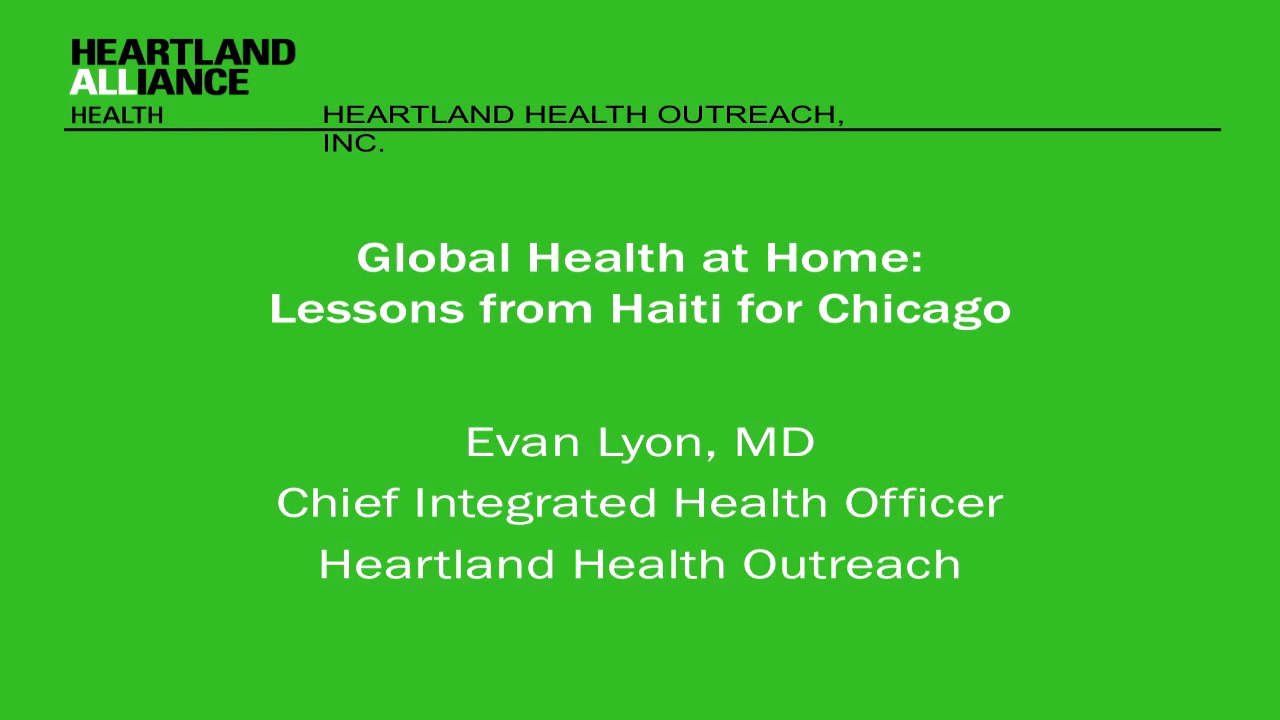 HEARTLAND
ALLIANCE
HEALTH
HEARTLAND HEALTH OUTREACH,
INC.
Global Health at Home:
Lessons from Haiti for Chicago
Evan Lyon, MD
Chief Integrated Health Officer
Heartland Health Outreach